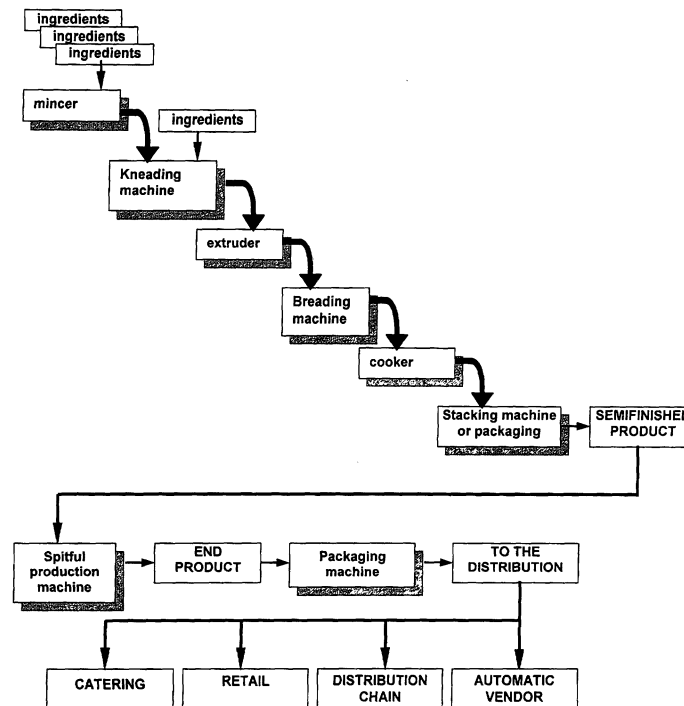 ingredients
ingredients
ingredients
mincer
ingredients
Kneading
machine
extruder
Breading
machine
cooker
Stacking machine
or packaging
SEMIFINISHED
PRODUCT
Spitful
production
machine
END
PRODUCT
Packaging
machine
TO THE
DISTRIBUTION
CATERING
RETAIL
DISTRIBUTION
CHAIN
AUTOMATIC
VENDOR